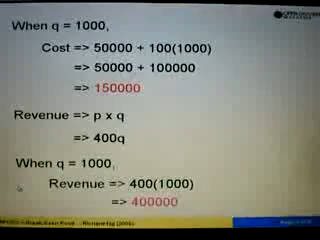 When q = 1000,
Cost => 50000 + 100(1000)
=> 50000 + 100000
=> 150000
Revenue => p x q
=> 400q
When q = 1000,
Revenue => 400(1000)
=> 400000